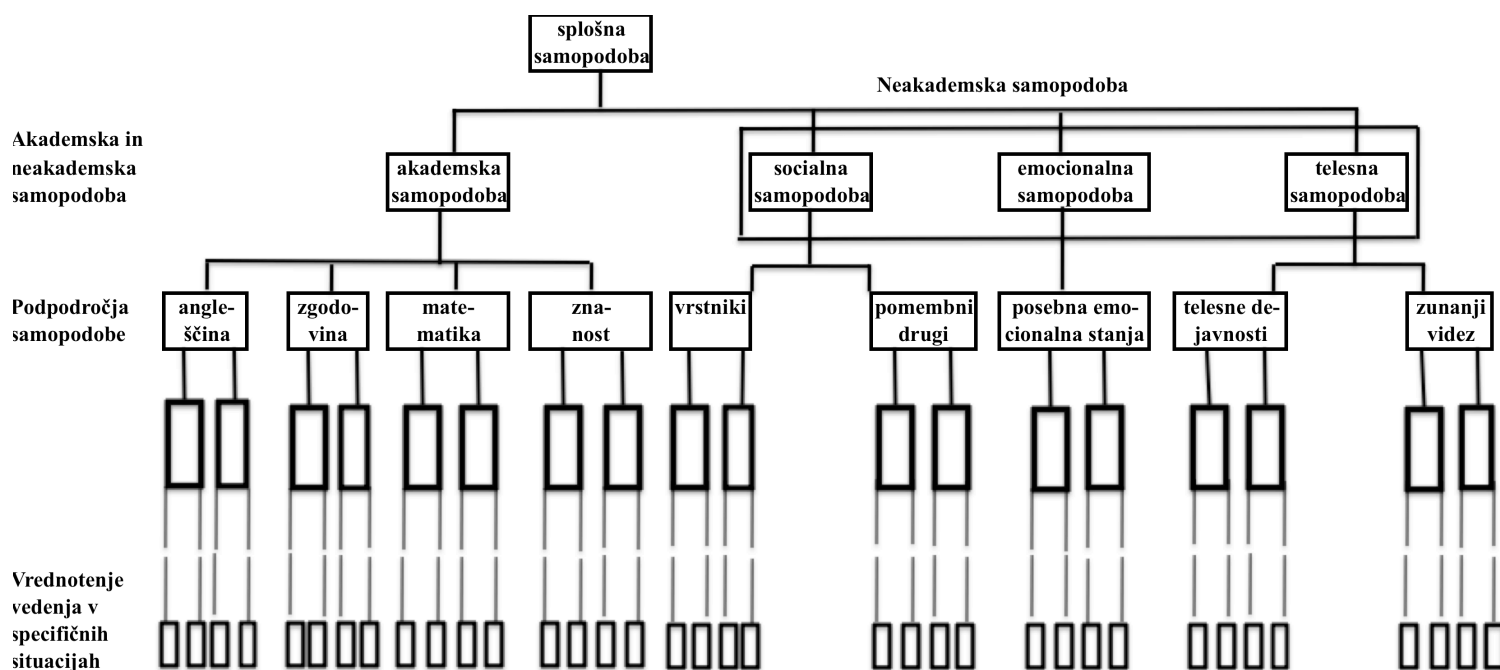 splošna
samopodoba
Neakademska samopodoba
Akademska in
neakademska
samopodoba
akademska
samopodoba
socialna
samopodoba
emocionalna
samopodoba
telesna
samopodoba
Podpodročja
samopodobe
angle-
ščina
zgodo-
vina
mate-
matika
zna-
nost
vrstniki
pomembni
drugi
posebna emo-
cionalna stanja
telesne de-
javnosti
zunanji
videz
Vrednotenje
vedenja v
specifičnih
situacijah